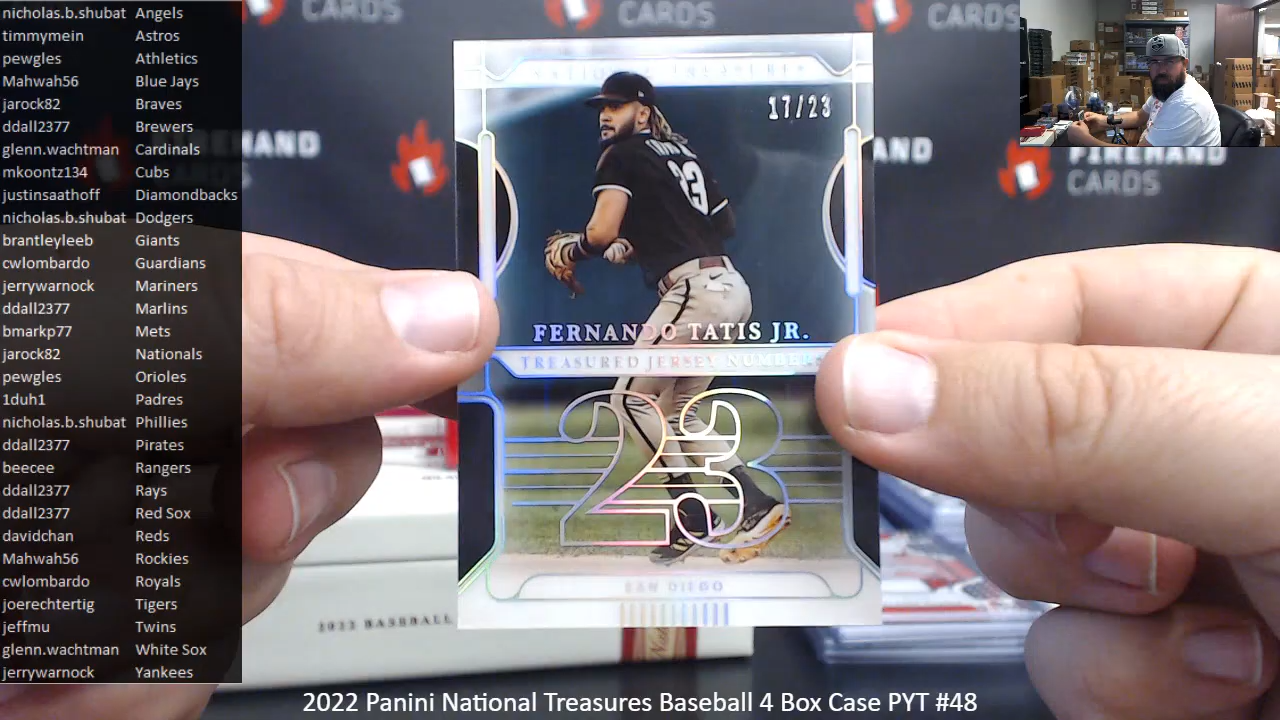 nicholas.b.shubat Angels
timmymein Astros
pewgles Athletics
Mahwah56 Blue Jays
jarock82 Braves
ddall2377 Brewers
glenn.wachtman Cardinals
mkoontz134 Cubs
justinsaathoff Diamondbacks
nicholas.b.shubat Dodgers
brantleyleeb Giants
cwlombardo Guardians
jerrywarnock Mariners
ddall2377 Marlins
bmarkp77 Mets
jarock82 Nationals
pewgles Orioles
1duh1 Padres
nicholas.b.shubat Phillies
ddall2377 Pirates
beecee Rangers
ddall2377 Rays
ddall2377 Red Sox
davidchan Reds
Mahwah56 Rockies
cwlombardo Royals
joerechtertig Tigers
jeffmu Twins
glenn.wachtman White Sox
jerrywarnock Yankees
CARDS
CARDS
CARDS
HAND
AND
FIREHAND
CARDS
NATIONAL TREASURES
17/23
23
FERNANDO TATIS JR.
TREASURED JERSEY NUMBERS
23
SAN DIEGO
2022 BASEBALL
2022 Panini National Treasures Baseball 4 Box Case PYT #48